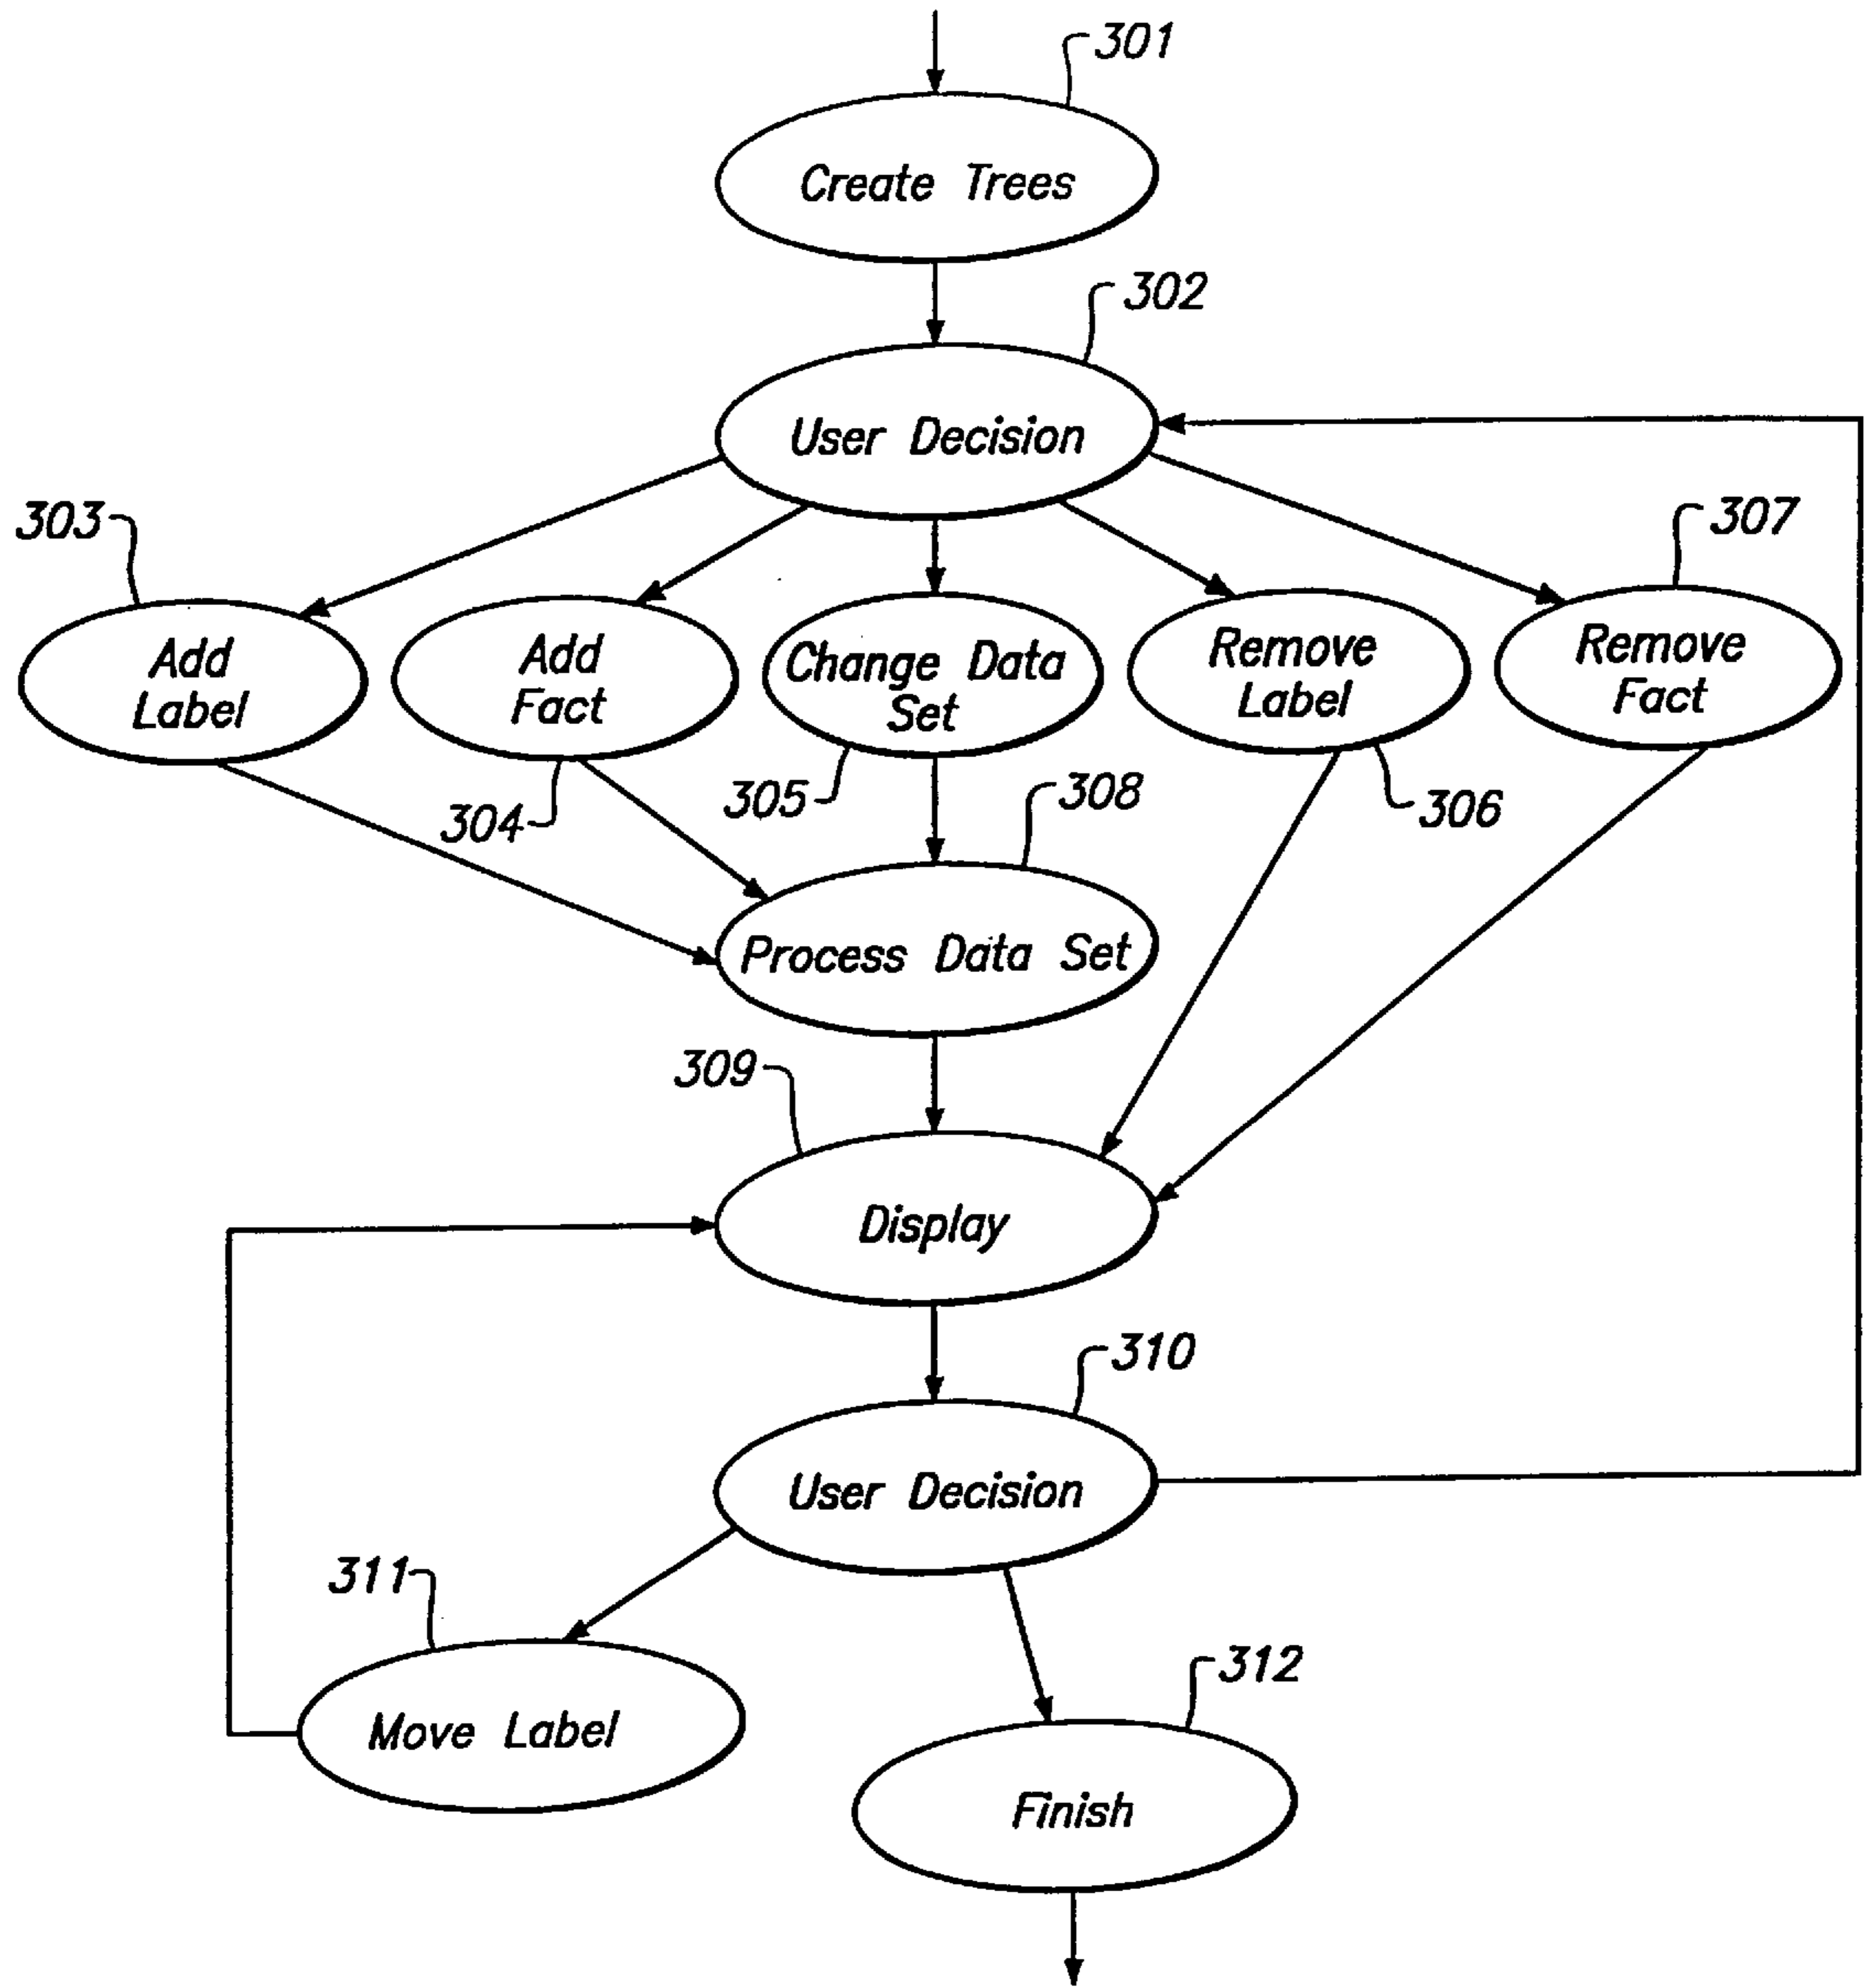 301
Create Trees
302
User Decision
303
307
Add
Label
Add
Fact
Change Data
Set
Remove
Label
Remove
Fact
304
305
308
306
Process Data Set
309
Display
310
User Decision
311
312
Move Label
Finish